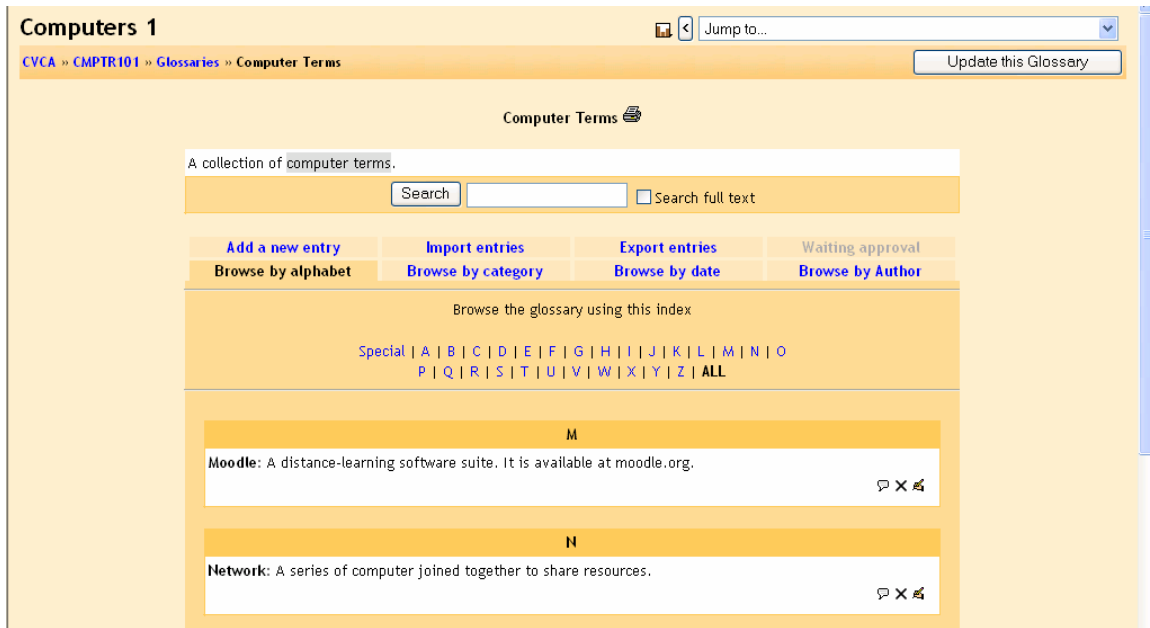 Computers 1
< Jump to...
CVCA » CMPTR101 » Glossaries » Computer Terms
Update this Glossary
Computer Terms
A collection of computer terms.
Search Search full text
Add a new entry Import entries Export entries Waiting approval
Browse by alphabet Browse by category Browse by date Browse by Author
Browse the glossary using this index
Special | A | B | C | D | E | F | G | H | I | J | K | L | M | N | O
P | Q | R | S | T | U | V | W | X | Y | Z | ALL
M
Moodle: A distance-learning software suite. It is available at moodle.org.
N
Network: A series of computer joined together to share resources.